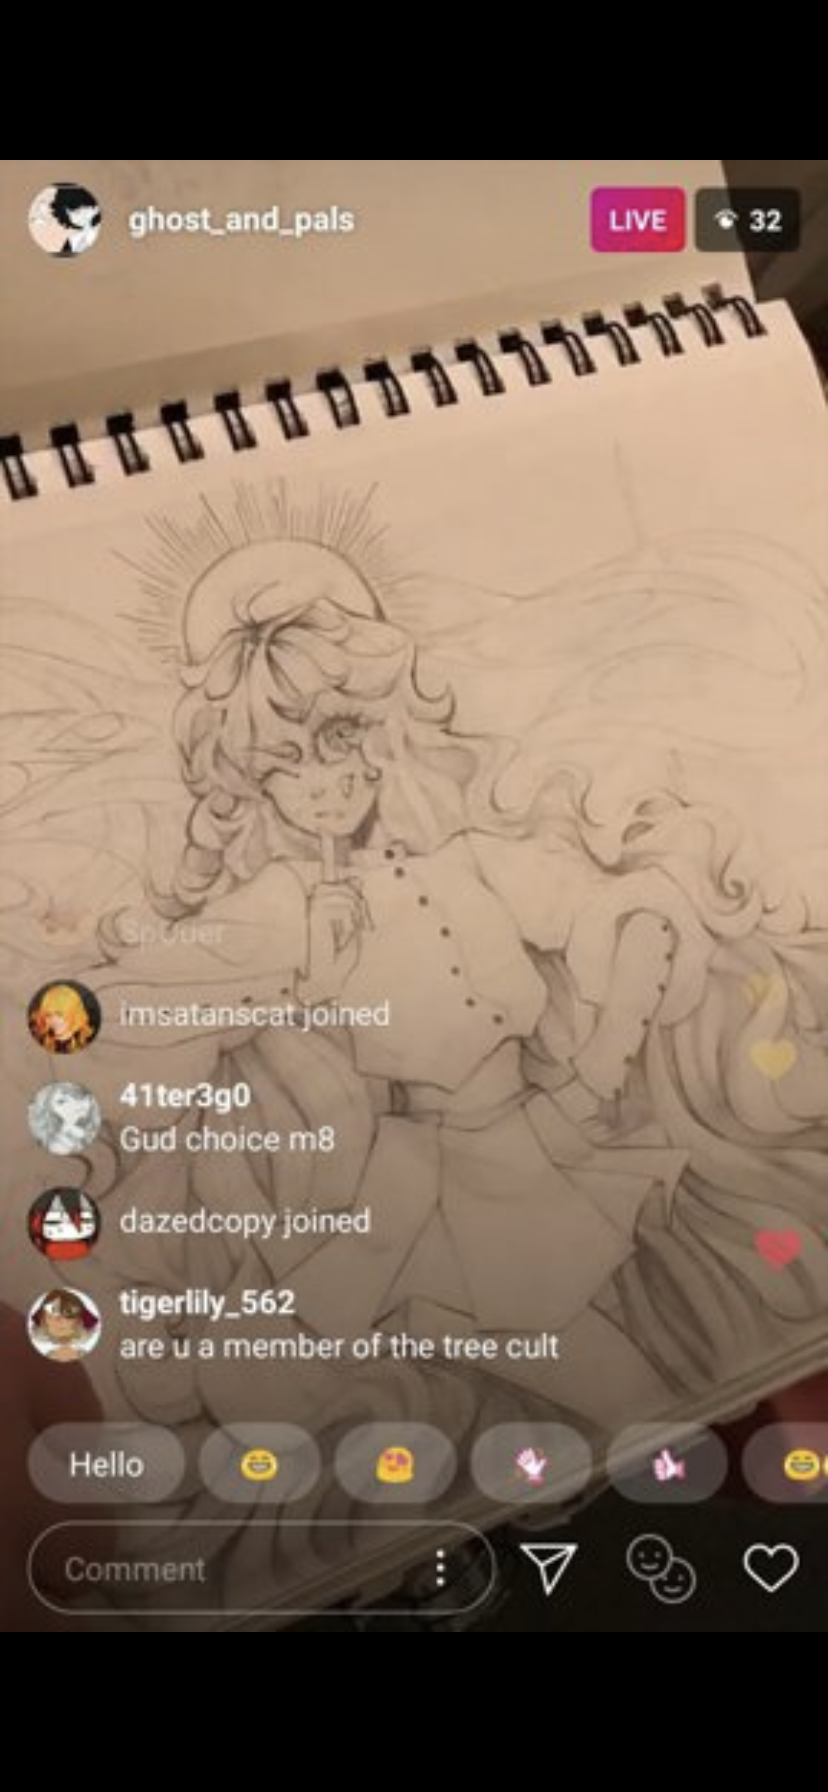 ghost_and_pals
LIVE
32
imsatanscat joined
41ter3g0
Gud choice m8
dazedcopy joined
tigerlily_562
are u a member of the tree cult
Hello
Comment